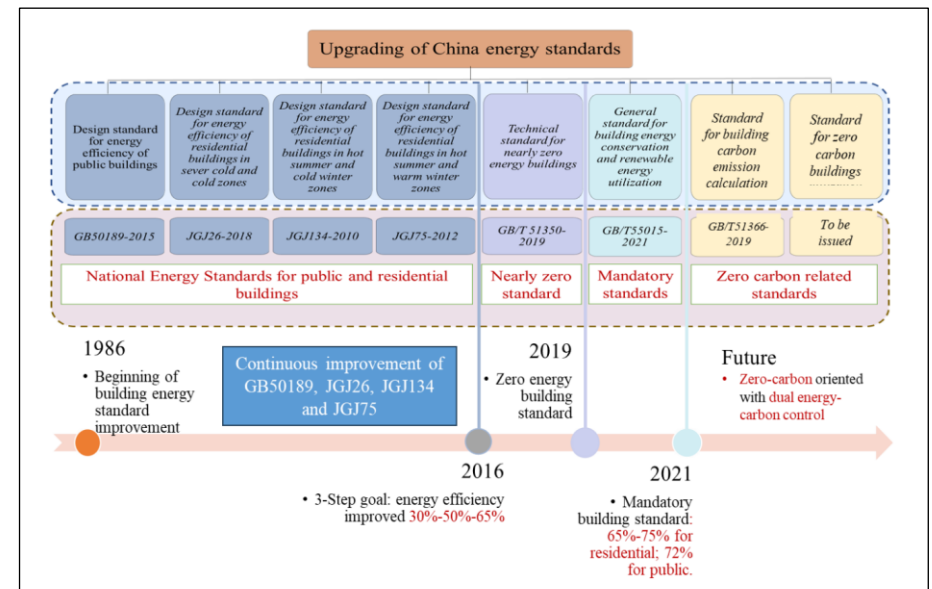 Upgrading of China energy standards
Design standard
for energy
efficiency of
public buildings
Design standard
for energy
efficiency of
residential
buildings in
sever cold and
cold zones
Design standard
for energy
efficiency of
residential
buildings in hot
summer and
cold winter
zones
Design standard
for energy
efficiency of
residential
buildings in hot
summer and
warm winter
zones
Technical
standard for
nearly zero
energy buildings
General
standard for
building energy
conservation
and renewable
energy
utilization
Standard
for building
carbon
emission
calculation
Standard
for zero
carbon
buildings
GB50189-2015
JGJ26-2018
JGJ134-2010
JGJ75-2012
GB/T 51350-
2019
GB/T55015-
2021
GB/T51366-
2019
To be
issued
National Energy Standards for public and residential
buildings
Nearly zero
standard
Mandatory
standards
Zero carbon related
standards
1986
• Beginning of
building energy
standard
improvement
Continuous improvement of
GB50189, JGJ26, JGJ134
and JGJ75
2019
• Zero energy
building
standard
Future
• Zero-carbon oriented
with dual energy-
carbon control
2016
• 3-Step goal: energy efficiency
improved 30%-50%-65%
2021
• Mandatory
building standard:
65%-75% for
residential; 72%
for public.